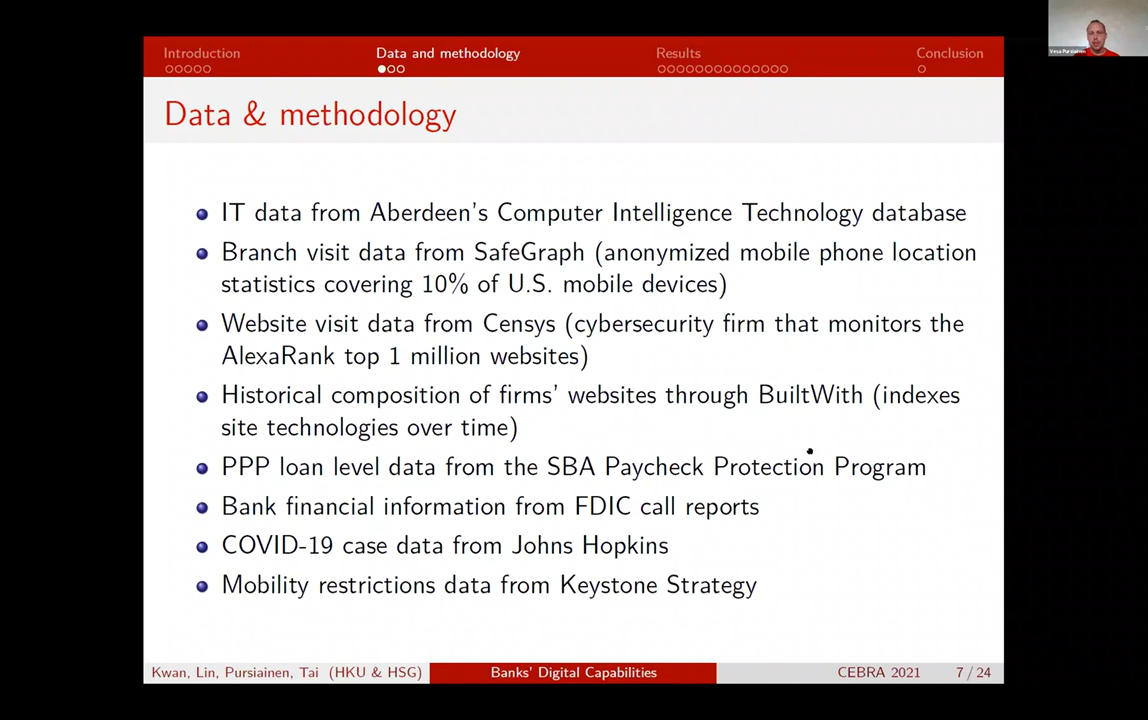 Introduction
Data and methodology
Results
Conclusion
Vesa Pursiainen
Data & methodology
IT data from Aberdeen's Computer Intelligence Technology database
Branch visit data from SafeGraph (anonymized mobile phone location
statistics covering 10% of U.S. mobile devices)
Website visit data from Censys (cybersecurity firm that monitors the
AlexaRank top 1 million websites)
Historical composition of firms' websites through BuiltWith (indexes
site technologies over time)
PPP loan level data from the SBA Paycheck Protection Program
Bank financial information from FDIC call reports
COVID-19 case data from Johns Hopkins
Mobility restrictions data from Keystone Strategy
Kwan, Lin, Pursiainen, Tai (HKU & HSG)
Banks' Digital Capabilities
CEBRA 2021
7 / 24